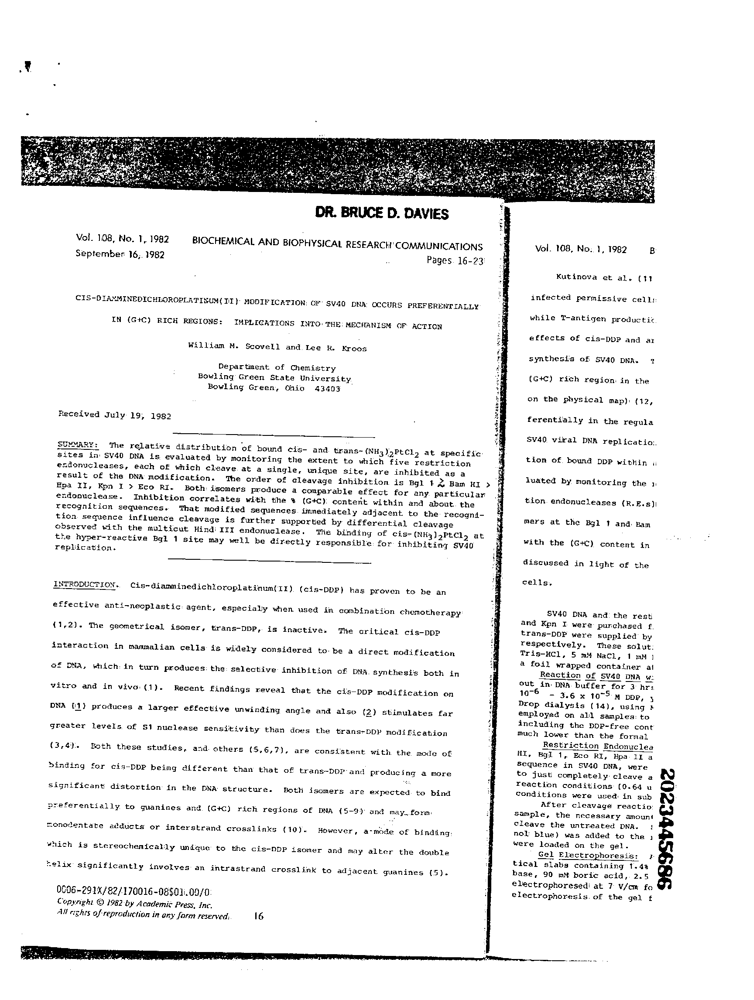 DR. BRUCE D. DAVIES
Vol. 108, No. 1, 1982
BIOCHEMICAL AND BIOPHYSICAL RESEARCH COMMUNICATIONS
September 16, 1982
Pages 16-23
CIS-DIAMMINEDICHLOROPLATINUM(II) MODIFICATION OF SV40 DNA OCCURS PREFERENTIALLY
IN (G+C) RICH REGIONS: IMPLICATIONS INTO THE MECHANISM OF ACTION
William M. Scovell and Lee R. Kroos
Department of Chemistry
Bowling Green State University
Bowling Green, Ohio 43403
Received July 19, 1982
SUMMARY: The relative distribution of bound cis- and trans-(NH3)2PtCl2 at specific
sites in SV40 DNA is evaluated by monitoring the extent to which five restriction
endonucleases, each of which cleave at a single, unique site, are inhibited as a
result of the DNA modification. The order of cleavage inhibition is Bgl 1 ≳ Bam HI >
Hpa II, Kpn I > Eco RI. Both isomers produce a comparable effect for any particular
endonuclease. Inhibition correlates with the % (G+C) content within and about the
recognition sequences. That modified sequences immediately adjacent to the recogni-
tion sequence influence cleavage is further supported by differential cleavage
observed with the multicut Hind III endonuclease. The binding of cis-(NH3)2PtCl2 at
the hyper-reactive Bgl 1 site may well be directly responsible for inhibiting SV40
replication.
INTRODUCTION. Cis-diamminedichloroplatinum(II) (cis-DDP) has proven to be an
effective anti-neoplastic agent, especialy when used in combination chemotherapy
(1,2). The geometrical isomer, trans-DDP, is inactive. The critical cis-DDP
interaction in mammalian cells is widely considered to be a direct modification
of DNA, which in turn produces the selective inhibition of DNA synthesis both in
vitro and in vivo (1). Recent findings reveal that the cis-DDP modification on
DNA (1) produces a larger effective unwinding angle and also (2) stimulates far
greater levels of S1 nuclease sensitivity than does the trans-DDP modification
(3,4). Both these studies, and others (5,6,7), are consistent with the mode of
binding for cis-DDP being different than that of trans-DDP and producing a more
significant distortion in the DNA structure. Both isomers are expected to bind
preferentially to guanines and (G+C) rich regions of DNA (5-9) and may form
monodentate adducts or interstrand crosslinks (10). However, a mode of binding
which is stereochemically unique to the cis-DDP isomer and may alter the double
helix significantly involves an intrastrand crosslink to adjacent guanines (5).
0006-291X/82/170016-08$01.00/0
Copyright © 1982 by Academic Press, Inc.
All rights of reproduction in any form reserved.
16
Vol. 108, No. 1, 1982 B
Kutinova et al. (11
infected permissive cells
while T-antigen productio
effects of cis-DDP and
synthesis of SV40 DNA.
(G+C) rich region in the
on the physical map) (12,
ferentially in the regula
SV40 viral DNA replication
tion of bound DDP within
luated by monitoring the
tion endonucleases (R.E.s)
mers at the Bgl 1 and Bam
with the (G+C) content in
discussed in light of the
cells.
SV40 DNA and the rest
and Kpn I were purchased f
trans-DDP were supplied by
respectively. These solut
Tris-HCl, 5 mM NaCl, 1 mM
a foil wrapped container a
Reaction of SV40 DNA w
out in DNA buffer for 3 hrs
10-6 - 3.6 x 10-5 M DDP,
Drop dialysis (14), using
employed on all samples to
including the DDP-free cont
much lower than the formal
Restriction Endonuclea
HI, Bgl 1, Eco RI, Hpa II a
sequence in SV40 DNA, were
to just completely cleave a
reaction conditions (0.64 u
conditions were used in sub
After cleavage reactio
sample, the necessary amount
cleave the untreated DNA.
nol blue) was added to the
were loaded on the gel.
Gel Electrophoresis:
tical slabs containing 1.4%
base, 90 mM boric acid, 2.5
electrophoresed at 7 V/cm fo
electrophoresis of the gel f
2023445686